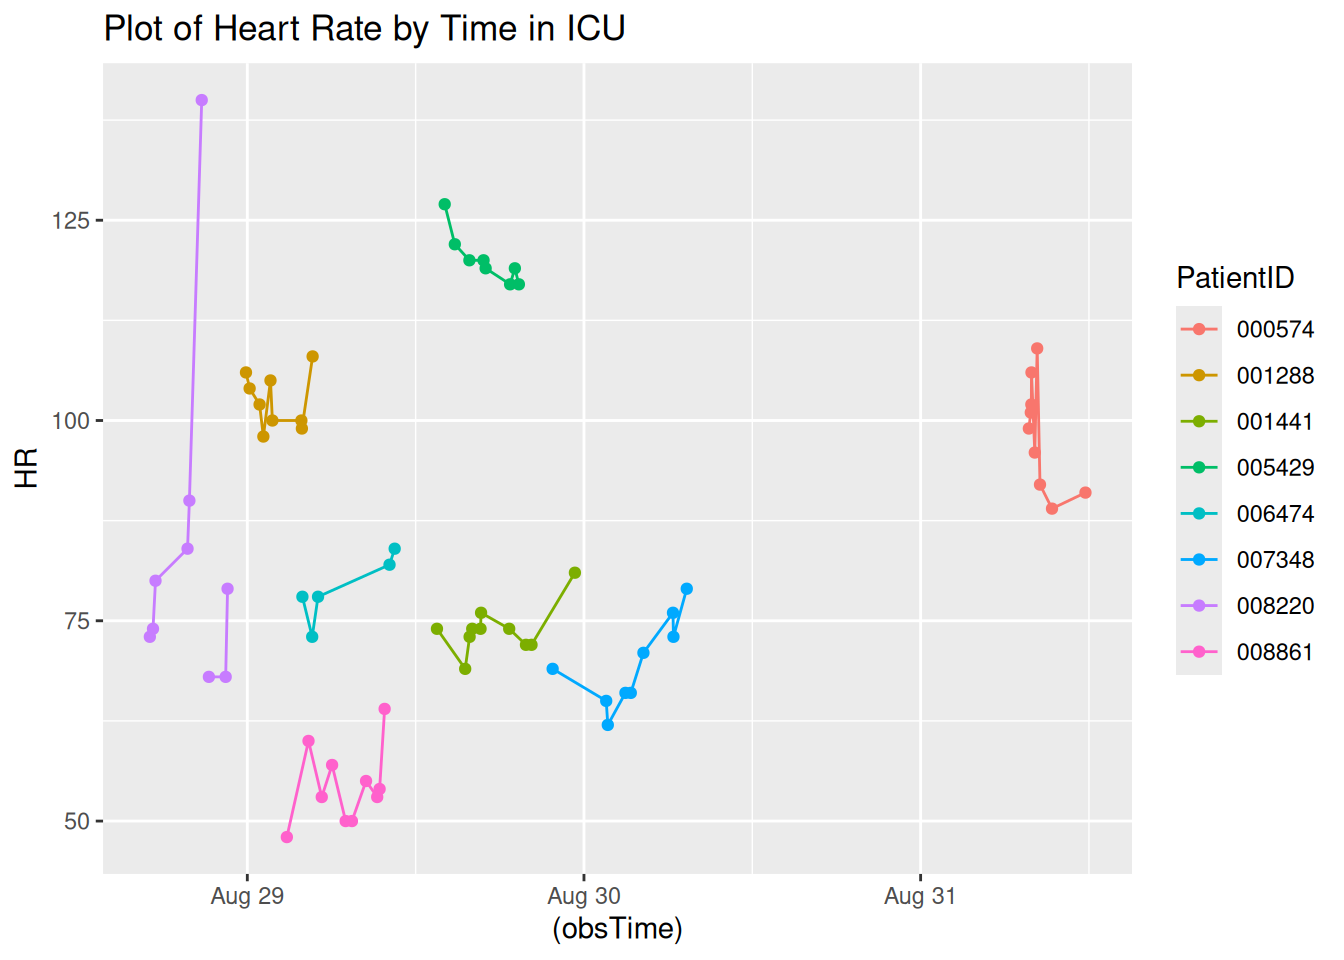 Plot of Heart Rate by Time in ICU
125
100
75
50
HR
Aug 29
Aug 30
Aug 31
(obsTime)
PatientID
000574
001288
001441
005429
006474
007348
008220
008861